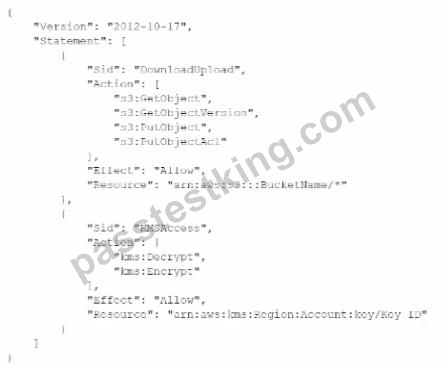 {
"Version": "2012-10-17",
"Statement": [
{
"Sid": "DownloadUpload",
"Action": [
"s3:GetObject",
"s3:GetObjectVersion",
"s3:PutObject",
"s3:PutObjectAcl"
],
"Effect": "Allow",
"Resource": "arn:aws:s3:::BucketName/*"
},
{
"Sid": "KMSAccess",
"Action": [
"kms:Decrypt",
"kms:Encrypt"
],
"Effect": "Allow",
"Resource": "arn:aws:kms:Region:Account:key/Key ID"
}
]
}
passtestking.com